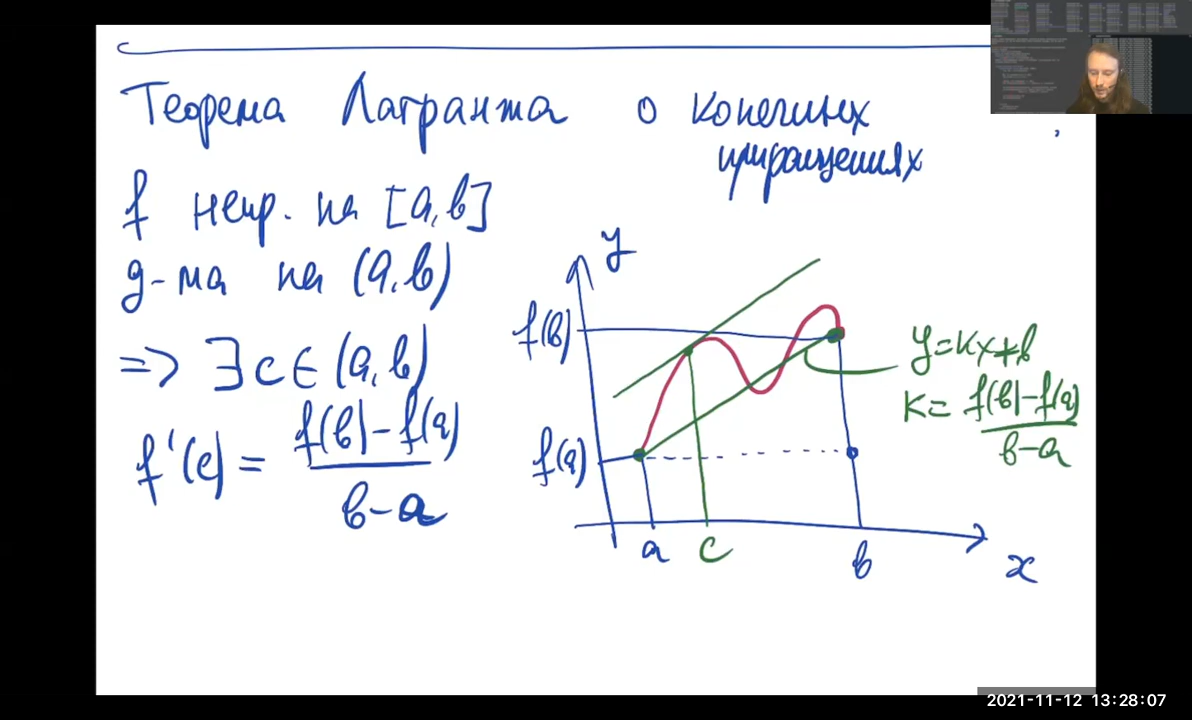 Теорема Лагранжа о конечных
приращениях
f непр. на [a,b]
g-ма на (a,b)
=> ∃ c ∈ (a,b)
f'(c) = f(b)-f(a) / b-a
y
f(b)
f(a)
a
c
b
x
y=kx+b
k= f(b)-f(a) / b-a
2021-11-12 13:28:07